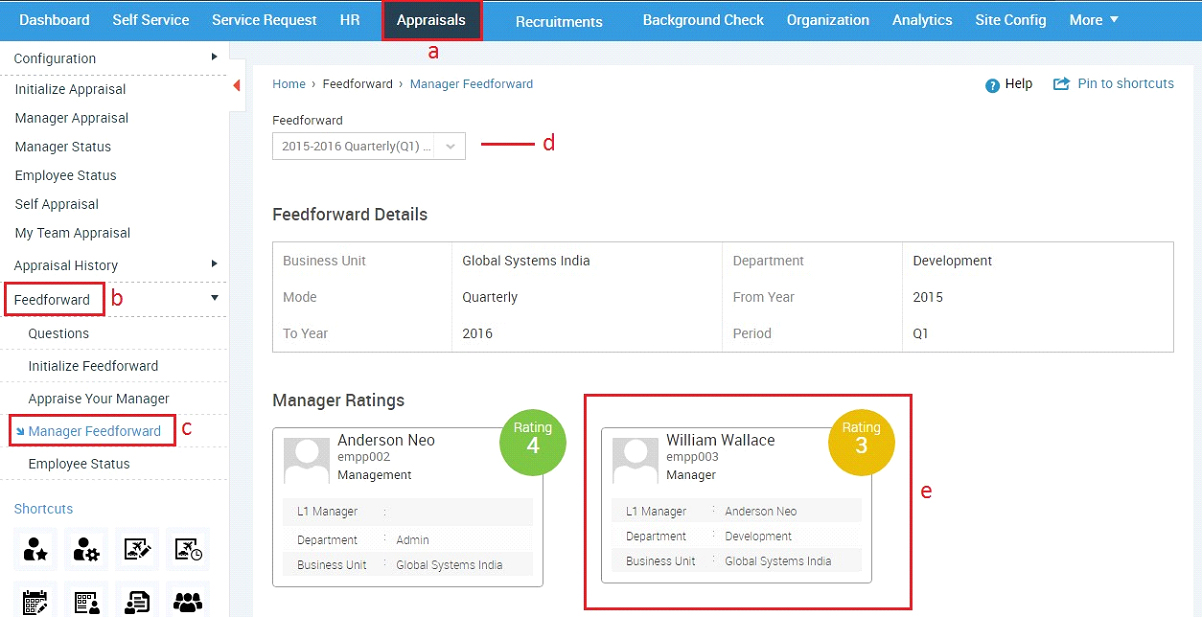 Dashboard Self Service Service Request HR Appraisals Recruitments Background Check Organization Analytics Site Config More
a
Configuration
Initialize Appraisal
Manager Appraisal
Manager Status
Employee Status
Self Appraisal
My Team Appraisal
Appraisal History
Feedforward b
Questions
Initialize Feedforward
Appraise Your Manager
Manager Feedforward c
Employee Status
Shortcuts
Home › Feedforward › Manager Feedforward
? Help Pin to shortcuts
Feedforward
2015-2016 Quarterly(Q1) ... d
Feedforward Details
Business Unit Global Systems India Department Development
Mode Quarterly From Year 2015
To Year 2016 Period Q1
Manager Ratings
Anderson Neo
empp002
Management
Rating
4
L1 Manager :
Department : Admin
Business Unit : Global Systems India
William Wallace
empp003
Manager
Rating
3
L1 Manager : Anderson Neo
Department : Development
Business Unit : Global Systems India
e